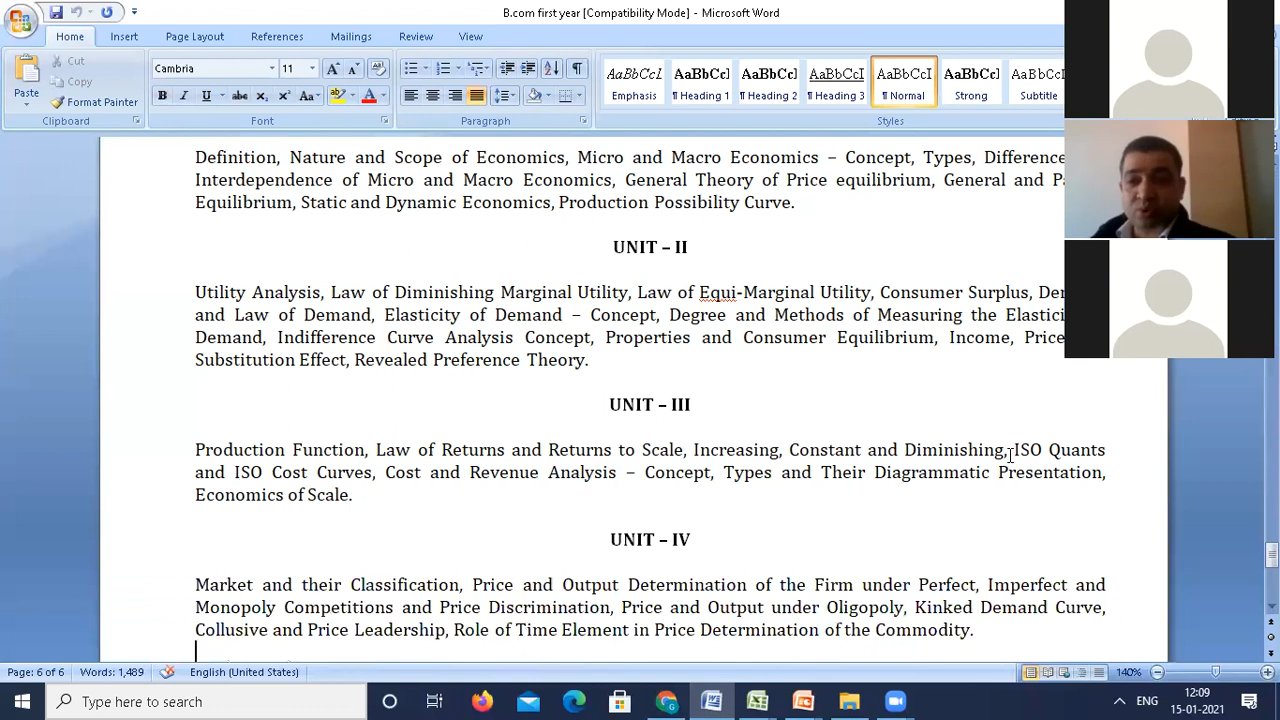 B.com first year [Compatibility Mode] - Microsoft Word
Home Insert Page Layout References Mailings Review View
Paste
Cut
Copy
Format Painter
Clipboard
Cambria 11
B I U abc x₂ x² Aa A
Font
Paragraph
AaBbCcI AaBbCc AaBbCc AaBbCcI AaBbCcI AaBbCc AaBbCcI
Emphasis ¶ Heading 1 ¶ Heading 2 ¶ Heading 3 ¶ Normal Strong Subtitle
Styles
Definition, Nature and Scope of Economics, Micro and Macro Economics – Concept, Types, Difference
Interdependence of Micro and Macro Economics, General Theory of Price equilibrium, General and
Equilibrium, Static and Dynamic Economics, Production Possibility Curve.
UNIT – II
Utility Analysis, Law of Diminishing Marginal Utility, Law of Equi-Marginal Utility, Consumer Surplus,
and Law of Demand, Elasticity of Demand – Concept, Degree and Methods of Measuring the
Demand, Indifference Curve Analysis Concept, Properties and Consumer Equilibrium, Income, Price
Substitution Effect, Revealed Preference Theory.
UNIT – III
Production Function, Law of Returns and Returns to Scale, Increasing, Constant and Diminishing, ISO Quants
and ISO Cost Curves, Cost and Revenue Analysis – Concept, Types and Their Diagrammatic Presentation,
Economics of Scale.
UNIT – IV
Market and their Classification, Price and Output Determination of the Firm under Perfect, Imperfect and
Monopoly Competitions and Price Discrimination, Price and Output under Oligopoly, Kinked Demand Curve,
Collusive and Price Leadership, Role of Time Element in Price Determination of the Commodity.
Page: 6 of 6 Words: 1,489 English (United States) 140%
Type here to search
ENG
12:09
15-01-2021